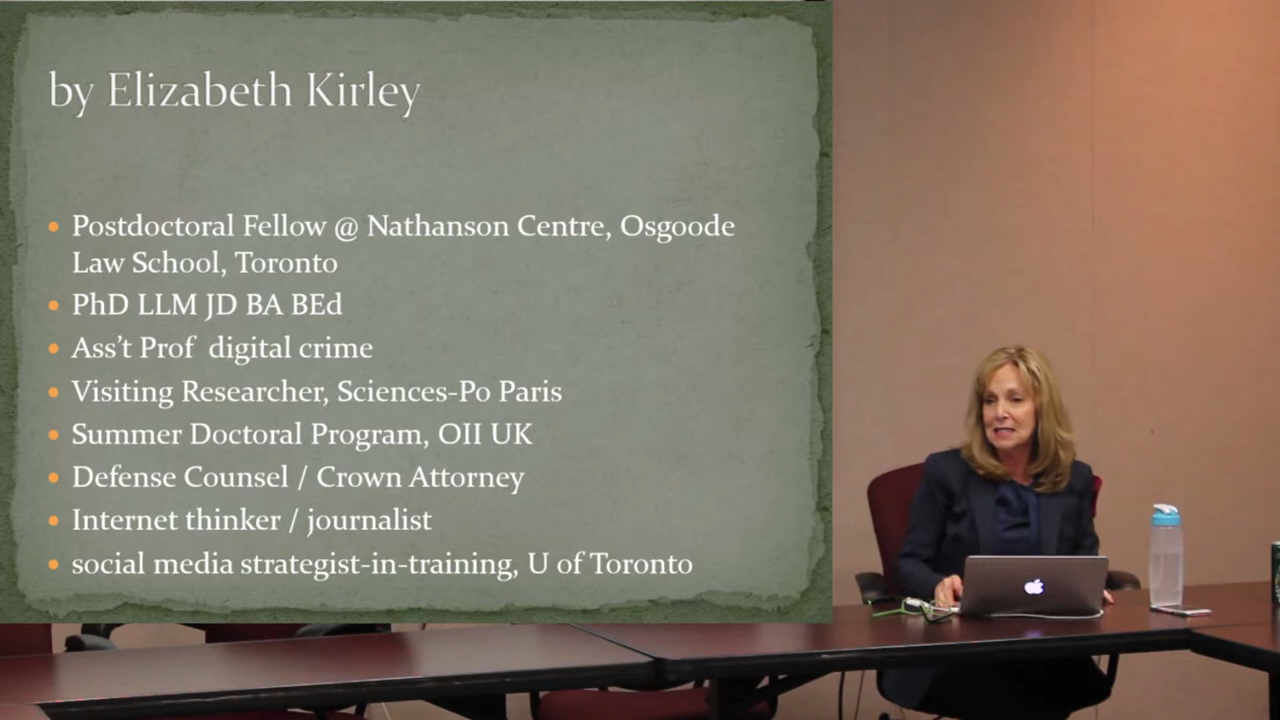 by Elizabeth Kirley
• Postdoctoral Fellow @ Nathanson Centre, Osgoode
Law School, Toronto
• PhD LLM JD BA BEd
• Ass't Prof  digital crime
• Visiting Researcher, Sciences-Po Paris
• Summer Doctoral Program, OII UK
• Defense Counsel / Crown Attorney
• Internet thinker / journalist
• social media strategist-in-training, U of Toronto